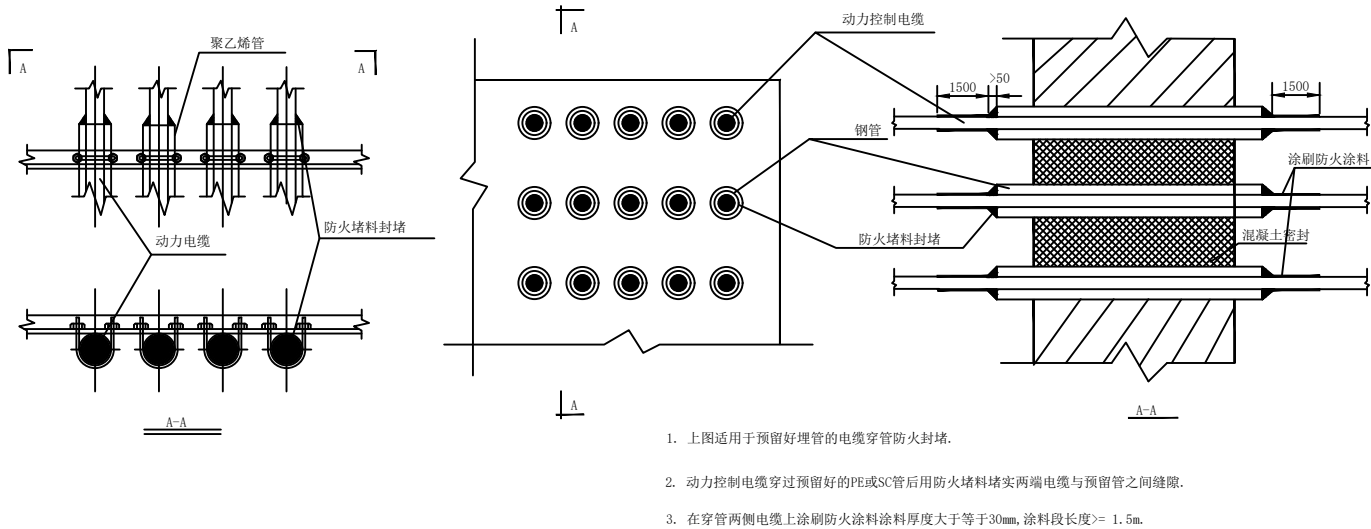 A
聚乙烯管
A
动力电缆
防火堵料封堵
A-A
A
动力控制电缆
钢管
防火堵料封堵
A
1500
>50
1500
涂刷防火涂料
混凝土密封
A-A
1. 上图适用于预留好埋管的电缆穿管防火封堵.
2. 动力控制电缆穿过预留好的PE或SC管后用防火堵料堵实两端电缆与预留管之间缝隙.
3. 在穿管两侧电缆上涂刷防火涂料涂料厚度大于等于30mm,涂料段长度>= 1.5m.